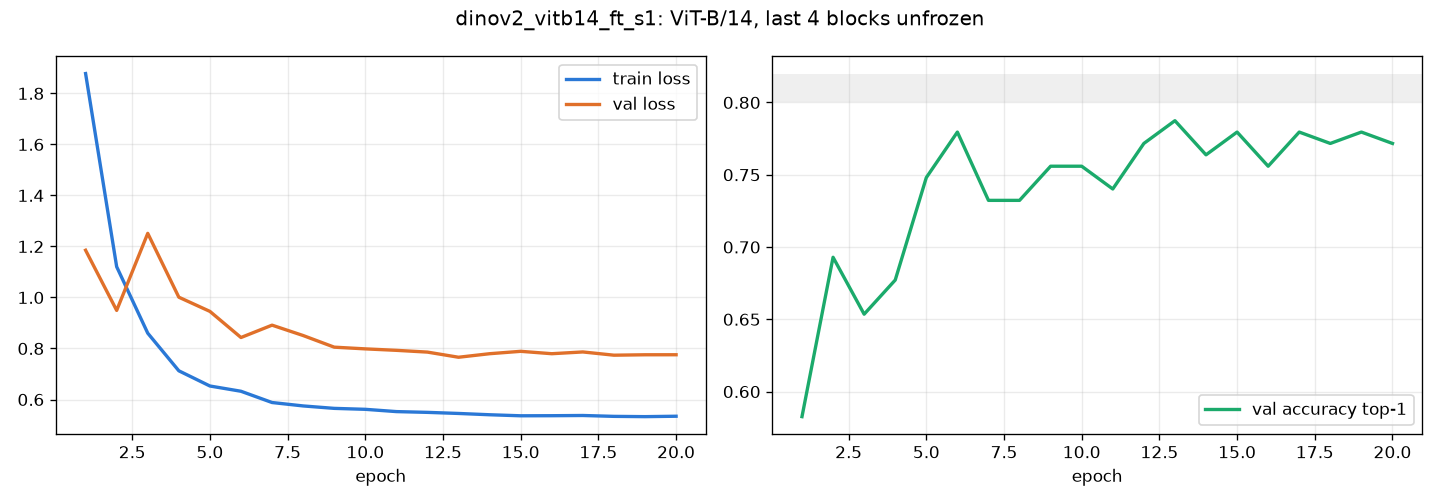 dinov2_vitb14_ft_s1: ViT-B/14, last 4 blocks unfrozen
train loss
val loss
1.8
1.6
1.4
1.2
1.0
0.8
0.6
2.5 5.0 7.5 10.0 12.5 15.0 17.5 20.0
epoch
0.80
0.75
0.70
0.65
0.60
val accuracy top-1
2.5 5.0 7.5 10.0 12.5 15.0 17.5 20.0
epoch